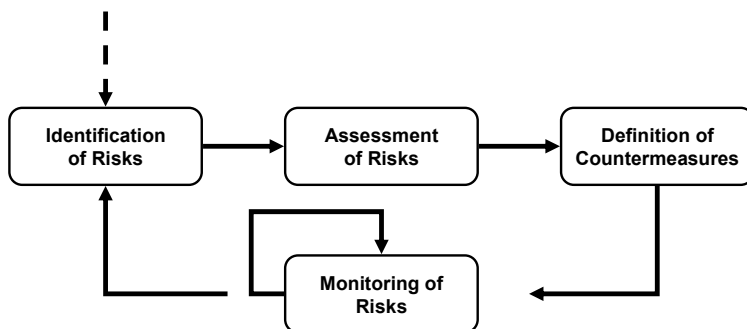 Identification
of Risks
Assessment
of Risks
Definition of
Countermeasures
Monitoring of
Risks